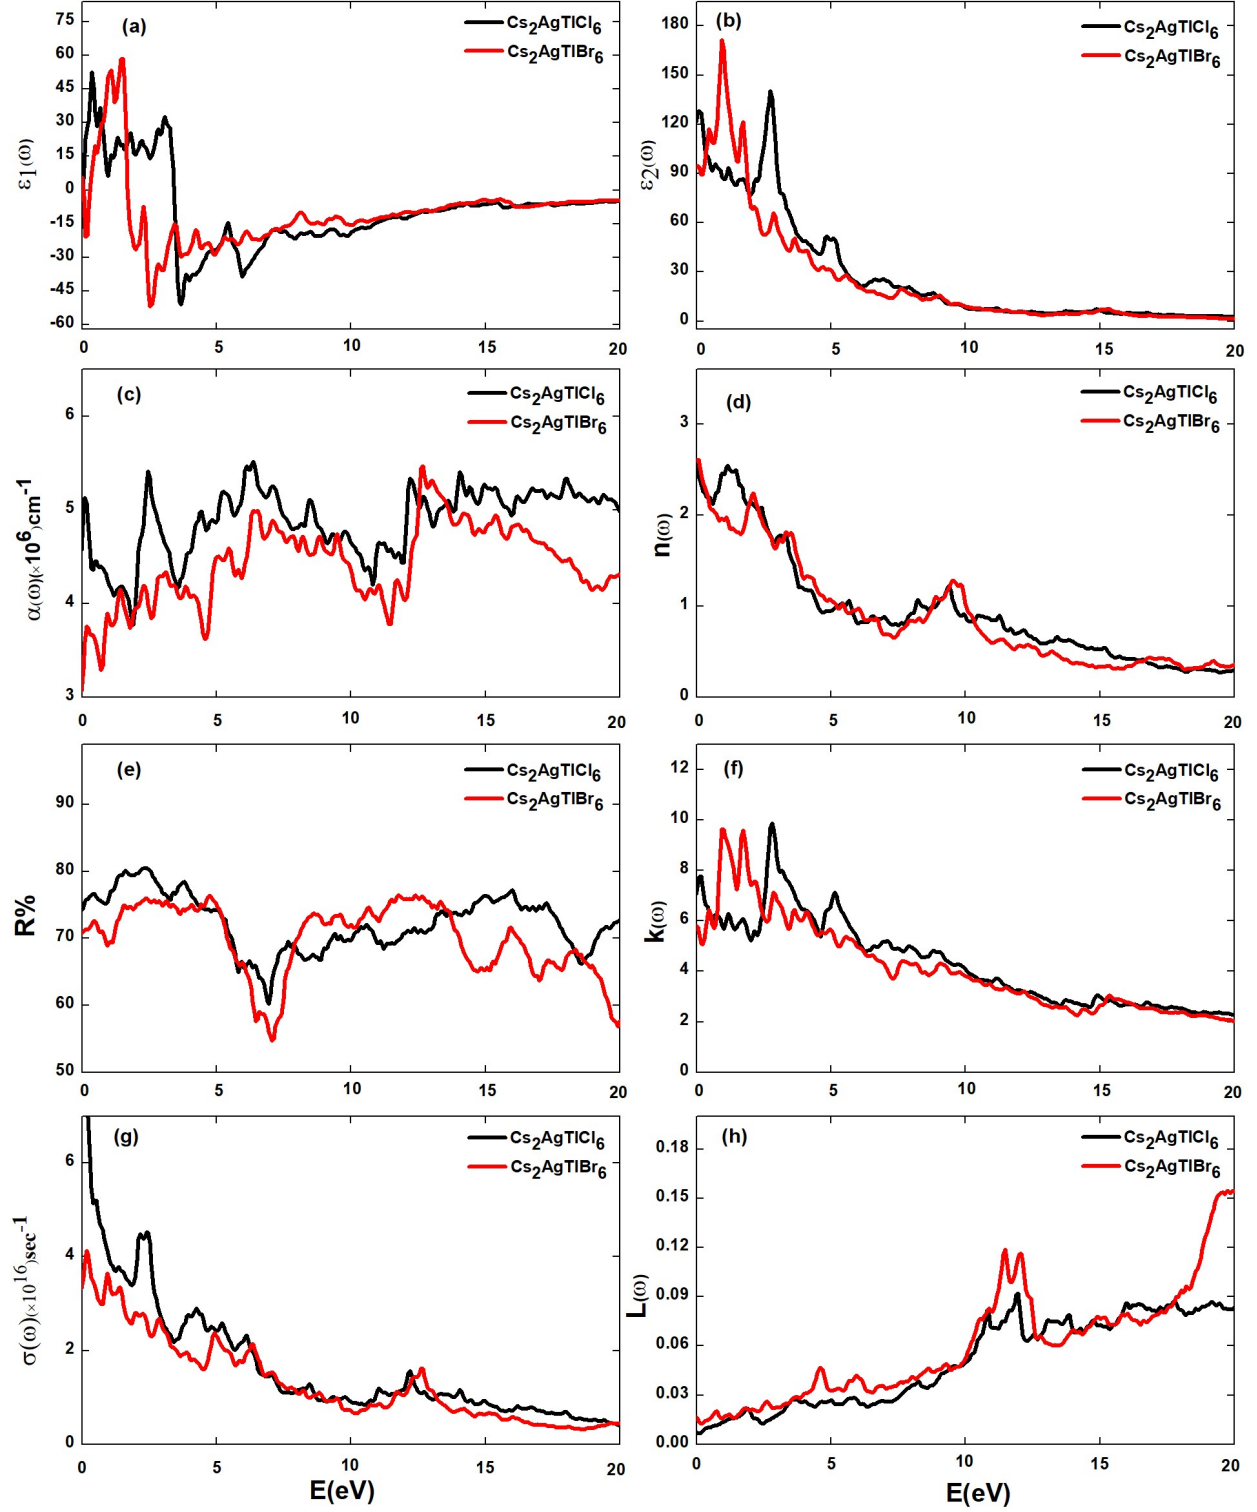 (a)
Cs2AgTlCl6
Cs2AgTlBr6
75
60
45
30
15
0
-15
-30
-45
-60
ε1(ω)
0 5 10 15 20
(b)
Cs2AgTlCl6
Cs2AgTlBr6
180
150
120
90
60
30
0
ε2(ω)
0 5 10 15 20
(c)
Cs2AgTlCl6
Cs2AgTlBr6
6
5
4
3
α(ω)(×10^6)cm-1
0 5 10 15 20
(d)
Cs2AgTlCl6
Cs2AgTlBr6
3
2
1
0
n(ω)
0 5 10 15 20
(e)
Cs2AgTlCl6
Cs2AgTlBr6
90
80
70
60
50
R%
0 5 10 15 20
(f)
Cs2AgTlCl6
Cs2AgTlBr6
12
10
8
6
4
2
0
k(ω)
0 5 10 15 20
(g)
Cs2AgTlCl6
Cs2AgTlBr6
6
4
2
0
σ(ω)(×10^16)sec-1
0 5 10 15 20
E(eV)
(h)
Cs2AgTlCl6
Cs2AgTlBr6
0.18
0.15
0.12
0.09
0.06
0.03
0.00
L(ω)
0 5 10 15 20
E(eV)